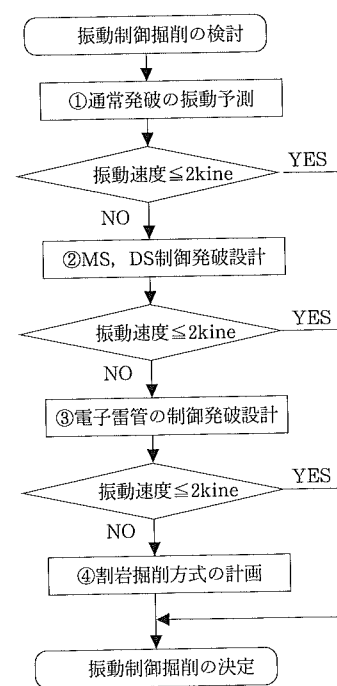 振動制御掘削の検討
①通常発破の振動予測
振動速度≦2kine
YES
NO
②MS，DS制御発破設計
振動速度≦2kine
YES
NO
③電子雷管の制御発破設計
振動速度≦2kine
YES
NO
④割岩掘削方式の計画
振動制御掘削の決定